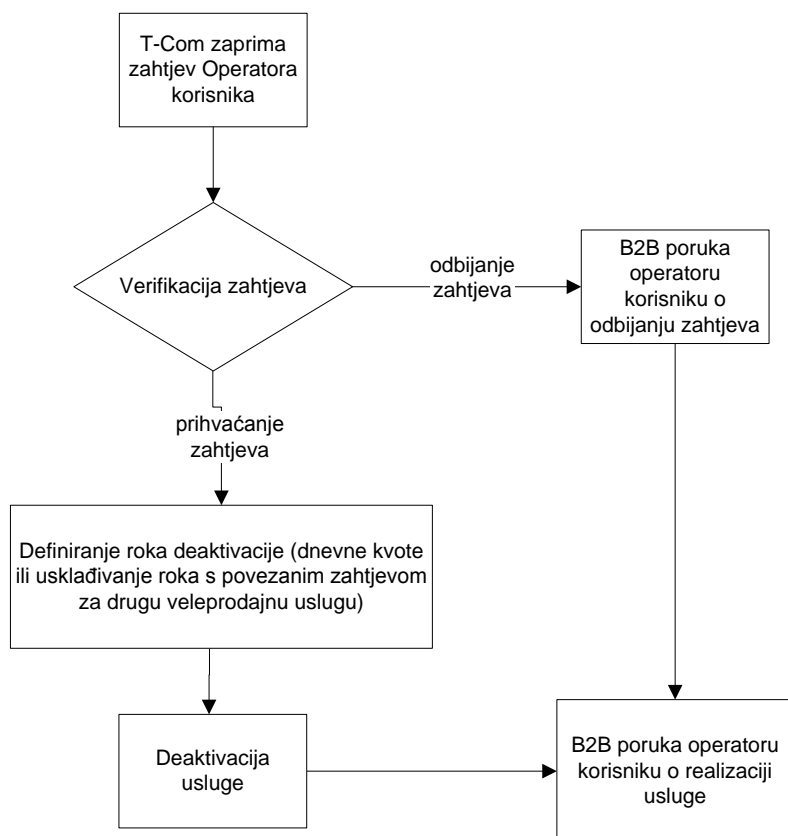 T-Com zaprima
zahtjev Operatora
korisnika
Verifikacija zahtjeva
odbijanje
zahtjeva
B2B poruka
operatoru
korisniku o
odbijanju zahtjeva
prihvaćanje
zahtjeva
Definiranje roka deaktivacije (dnevne kvote
ili usklađivanje roka s povezanim zahtjevom
za drugu veleprodajnu uslugu)
Deaktivacija
usluge
B2B poruka operatoru
korisniku o realizaciji
usluge